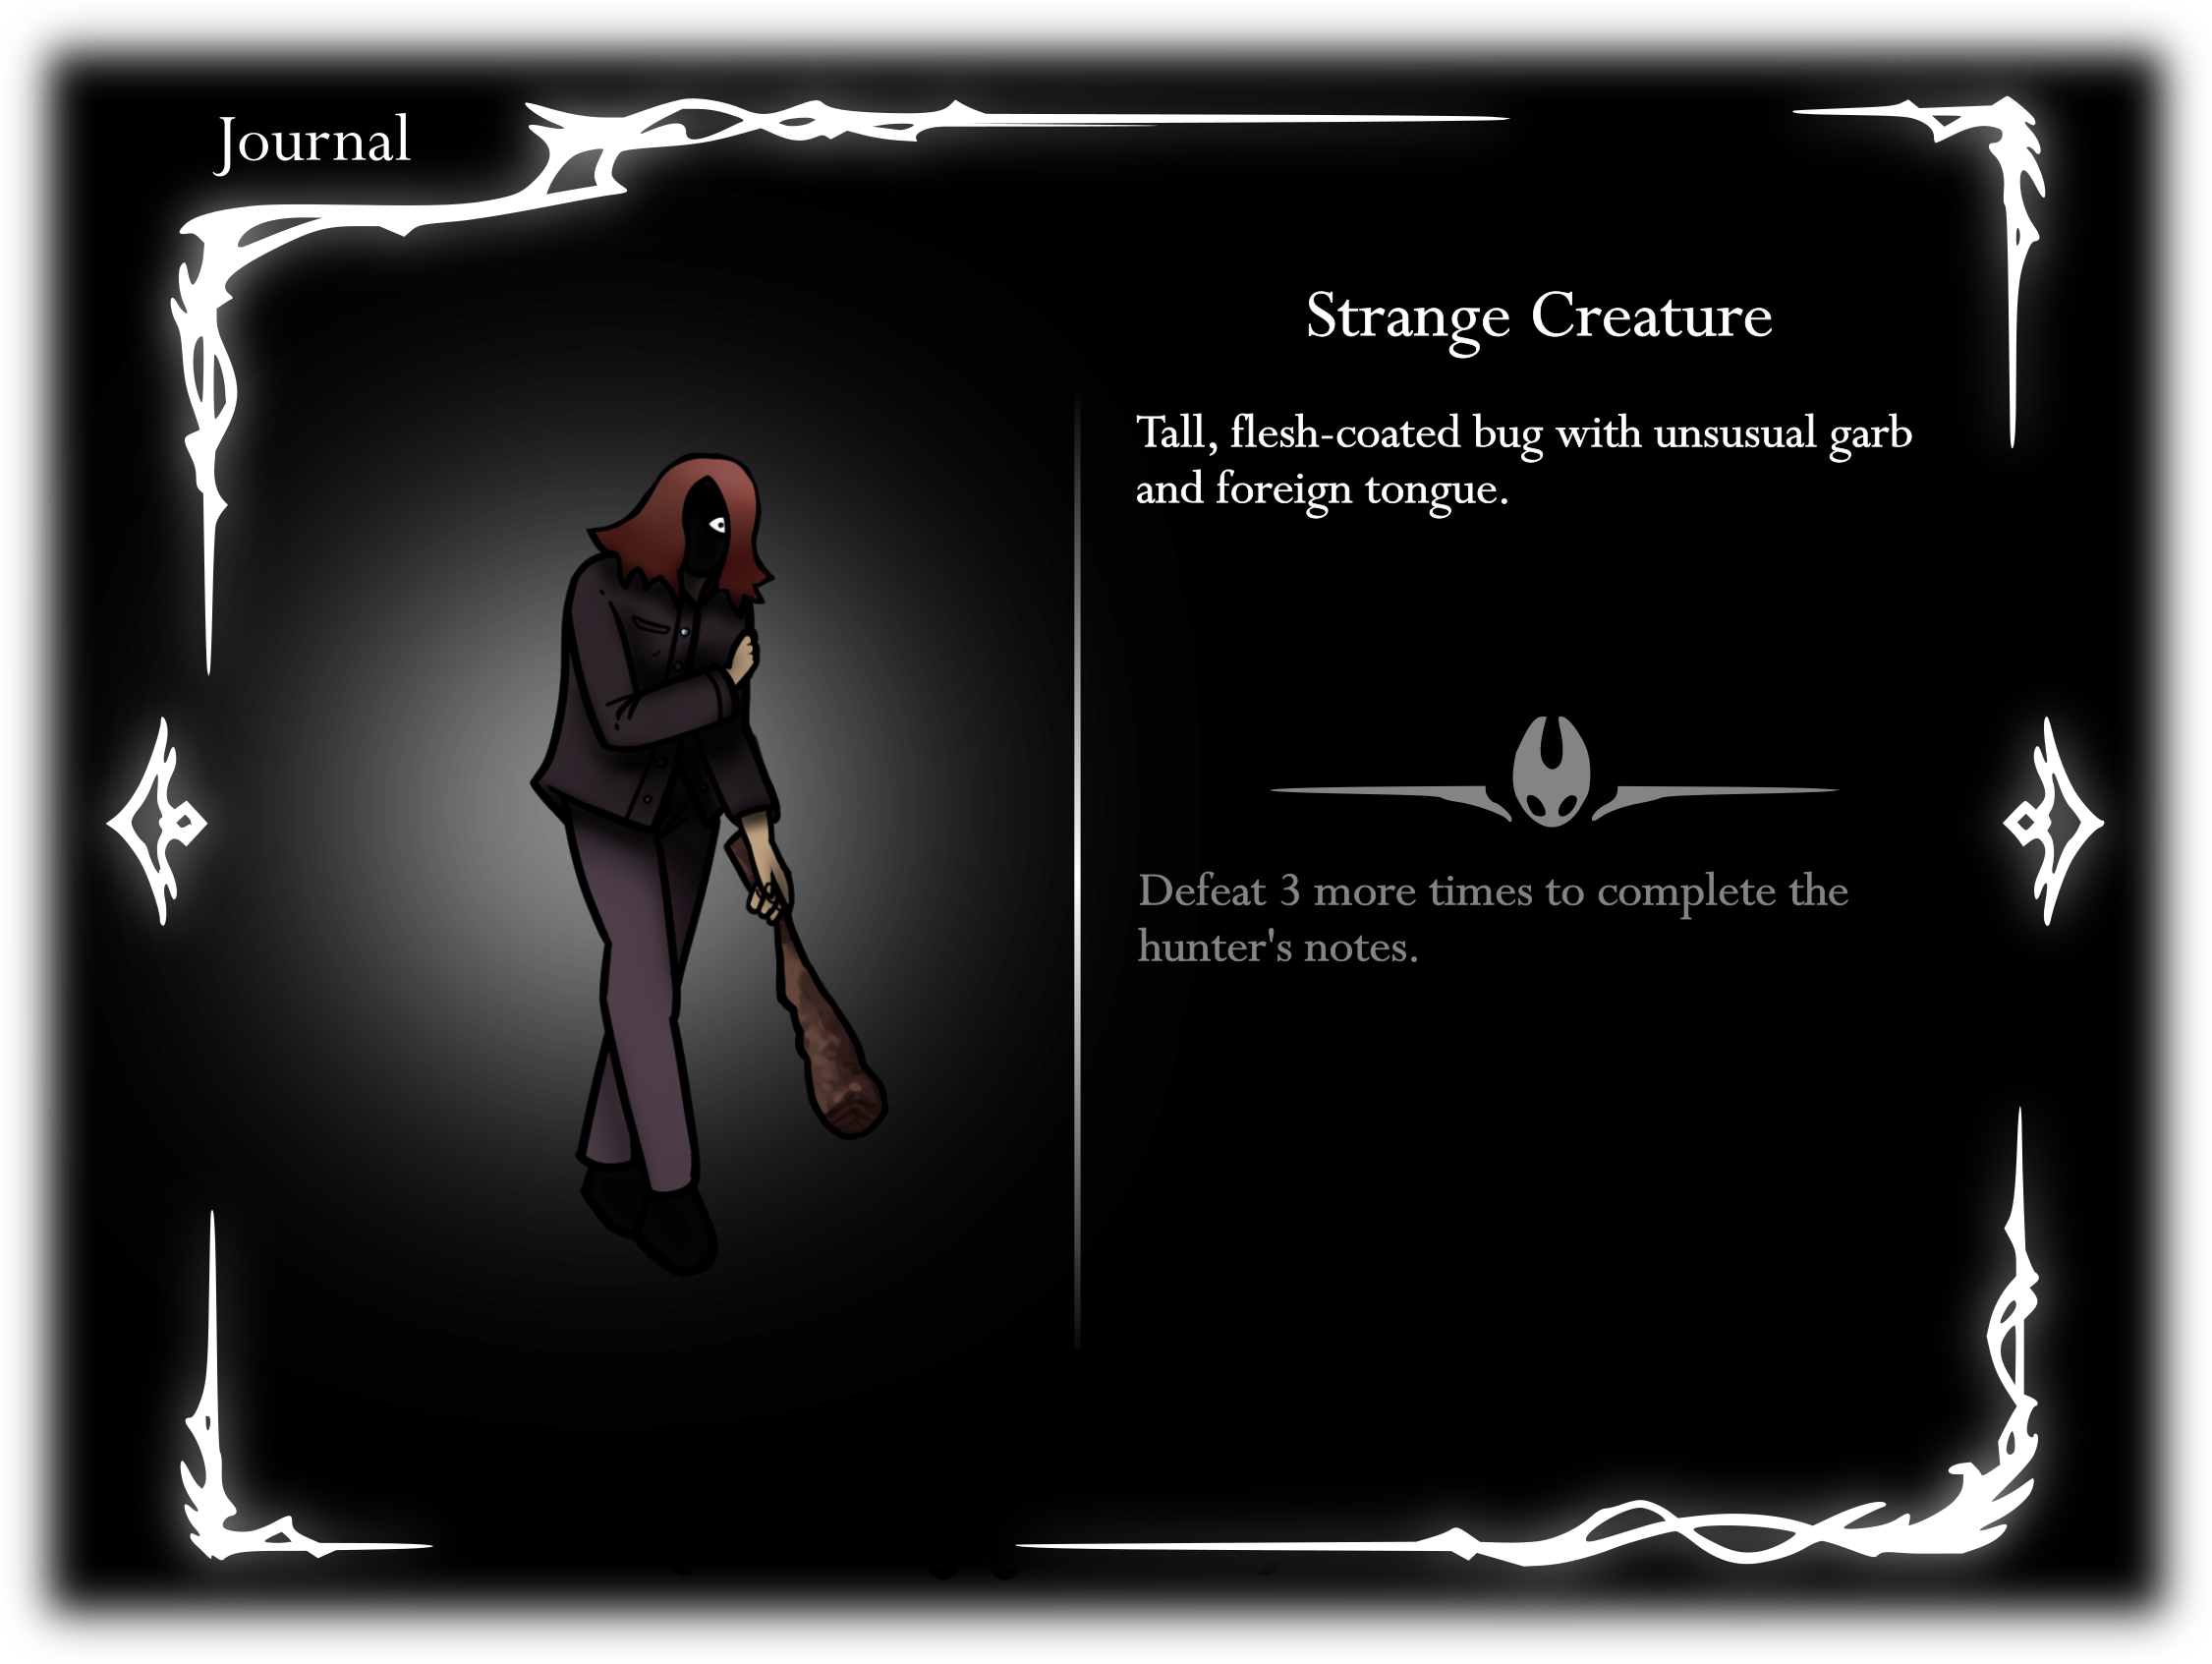 Journal
Strange Creature
Tall, flesh-coated bug with unsusual garb
and foreign tongue.
Defeat 3 more times to complete the
hunter's notes.